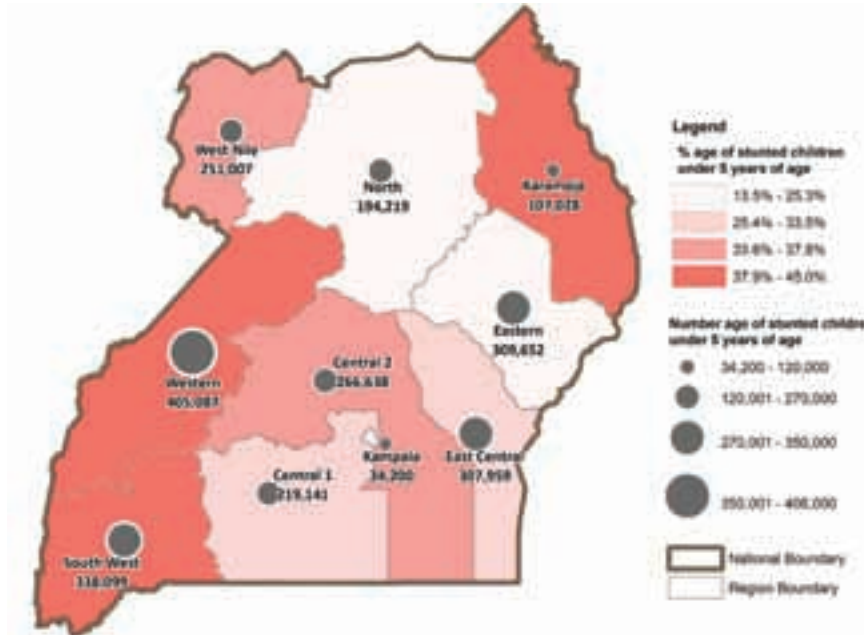 West Nile
251,007
North
194,219
Karamoja
107,028
Eastern
309,652
Western
405,087
Central 2
266,638
Kampala
34,200
East Central
307,959
Central 1
219,141
South West
338,099
Legend
% age of stunted children
under 5 years of age
13.5% - 25.3%
25.4% - 33.5%
33.6% - 37.8%
37.9% - 45.0%
Number age of stunted children
under 5 years of age
34,200 - 120,000
120,001 - 270,000
270,001 - 350,000
350,001 - 406,000
National Boundary
Region Boundary